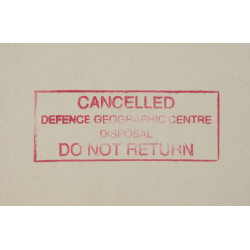 CANCELLED
DEFENCE GEOGRAPHIC CENTRE
DISPOSAL
DO NOT RETURN